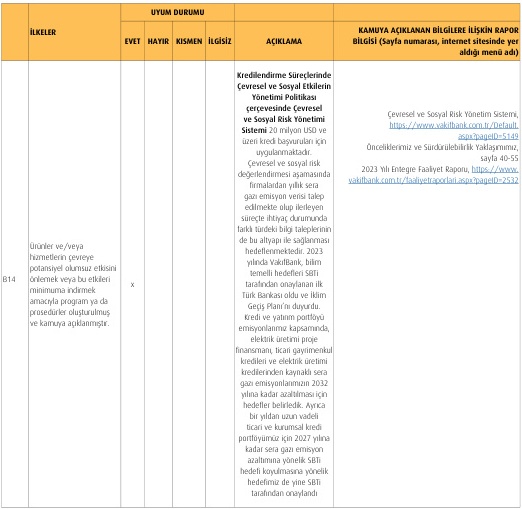 UYUM DURUMU
İLKELER
EVET HAYIR KISMEN İLGİSİZ AÇIKLAMA
KAMUYA AÇIKLANAN BİLGİLERE İLİŞKİN RAPOR
BİLGİSİ (Sayfa numarası, internet sitesinde yer
aldığı menü adı)
B14
Ürünler ve/veya
hizmetlerin çevreye
potansiyel olumsuz etkisini
önlemek veya bu etkileri
minimuma indirmek
amacıyla program ya da
prosedürler oluşturulmuş
ve kamuya açıklanmıştır.
x
Kredilendirme Süreçlerinde
Çevresel ve Sosyal Etkilerin
Yönetimi Politikası
çerçevesinde Çevresel
ve Sosyal Risk Yönetimi
Sistemi 20 milyon USD ve
üzeri kredi başvuruları için
uygulanmaktadır.
Çevresel ve sosyal risk
değerlendirmesi aşamasında
firmalardan yıllık sera
gazı emisyon verisi talep
edilmekte olup ilerleyen
süreçte ihtiyaç durumunda
farklı türdeki bilgi taleplerinin
de bu altyapı ile sağlanması
hedeflenmektedir. 2023
yılında VakıfBank, bilim
temelli hedefleri SBTi
tarafından onaylanan ilk
Türk Bankası oldu ve İklim
Geçiş Planı'nı duyurdu.
Kredi ve yatırım portföyü
emisyonlarımız kapsamında,
elektrik üretimi proje
finansmanı, ticari gayrimenkul
kredileri ve elektrik üretimi
kredilerinden kaynaklı sera
gazı emisyonlarımızın 2032
yılına kadar azaltılması için
hedefler belirledik. Ayrıca
bir yıldan uzun vadeli
ticari ve kurumsal kredi
portföyümüz için 2027 yılına
kadar sera gazı emisyon
azaltımına yönelik SBTi
hedefi koyulmasına yönelik
hedefimiz de yine SBTi
tarafından onaylandı
Çevresel ve Sosyal Risk Yönetim Sistemi,
https://www.vakifbank.com.tr/Default.
aspx?pageID=5149
Önceliklerimiz ve Sürdürülebilirlik Yaklaşımımız,
sayfa 40-55
2023 Yılı Entegre Faaliyet Raporu, https://www.
vakifbank.com.tr/faaliyetraporlari.aspx?pageID=2532